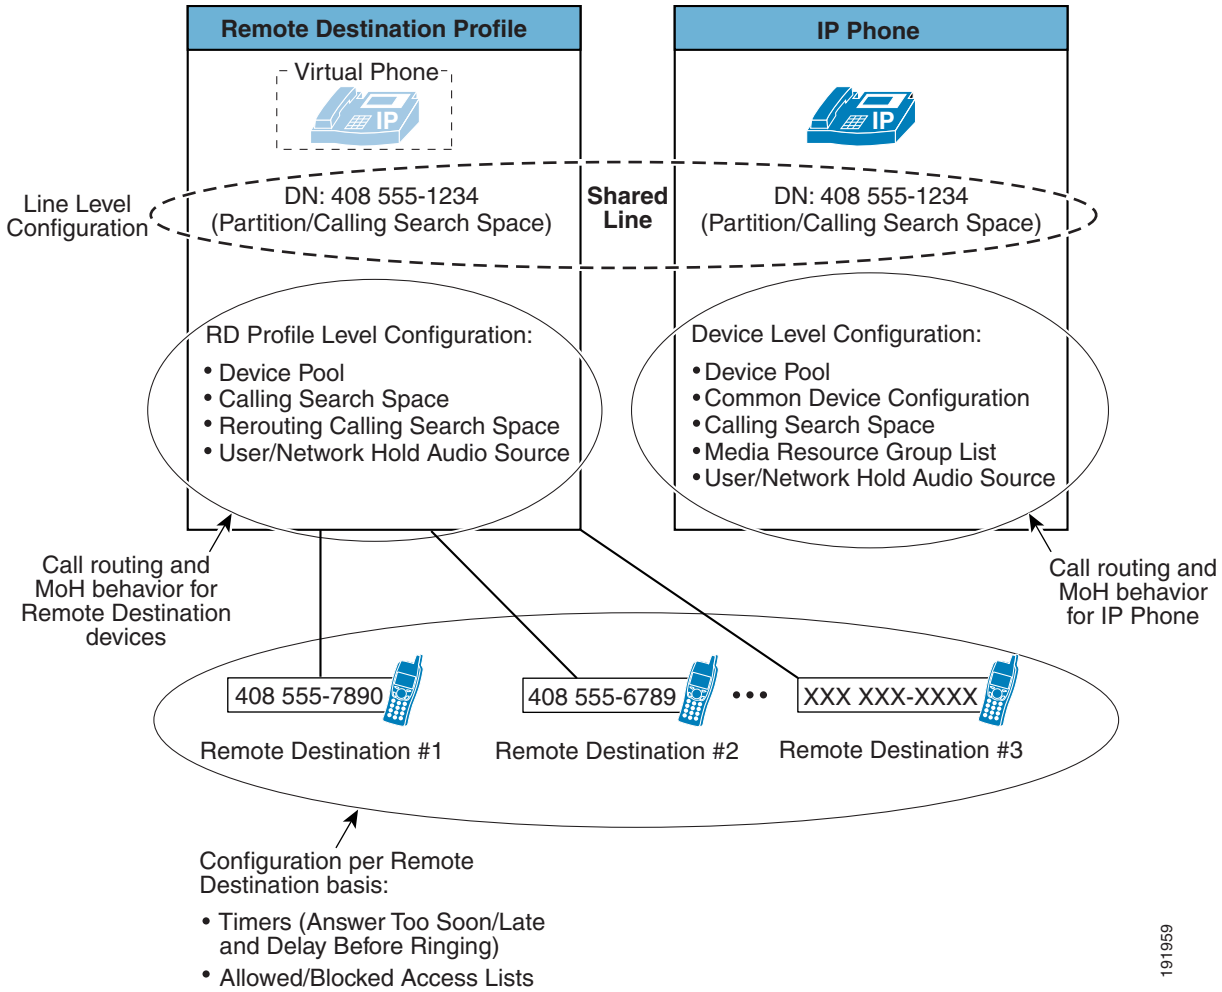 Remote Destination Profile
IP Phone
Virtual Phone
IP
IP
Line Level
Configuration
DN: 408 555-1234
(Partition/Calling Search Space)
Shared
Line
DN: 408 555-1234
(Partition/Calling Search Space)
RD Profile Level Configuration:
• Device Pool
• Calling Search Space
• Rerouting Calling Search Space
• User/Network Hold Audio Source
Device Level Configuration:
• Device Pool
• Common Device Configuration
• Calling Search Space
• Media Resource Group List
• User/Network Hold Audio Source
Call routing and
MoH behavior for
Remote Destination
devices
Call routing and
MoH behavior
for IP Phone
408 555-7890
408 555-6789
•••
XXX XXX-XXXX
Remote Destination #1
Remote Destination #2
Remote Destination #3
Configuration per Remote
Destination basis:
• Timers (Answer Too Soon/Late
and Delay Before Ringing)
• Allowed/Blocked Access Lists
191959